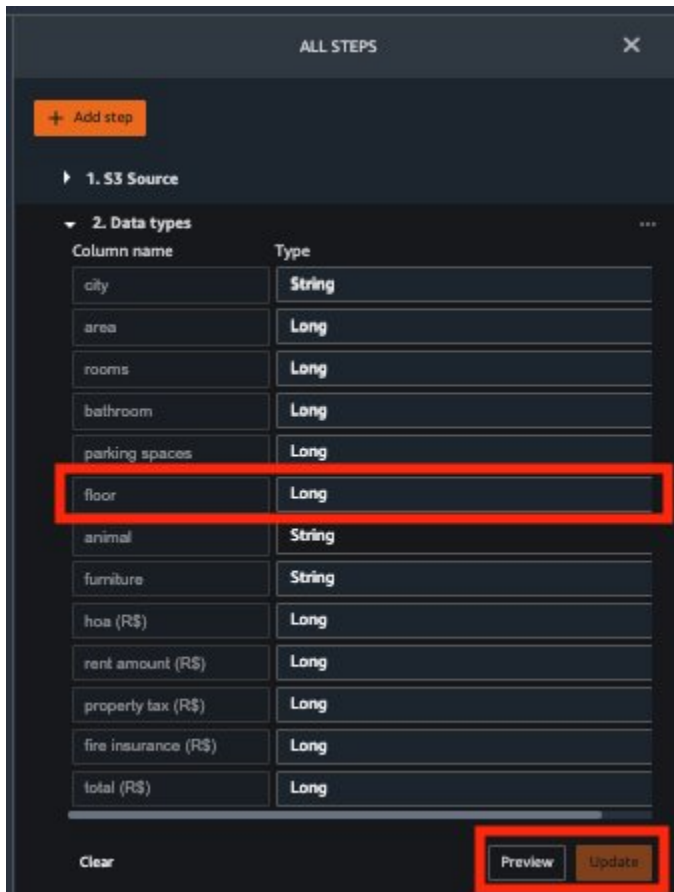 ALL STEPS
+ Add step
1. S3 Source
2. Data types
Column name Type
city String
area Long
rooms Long
bathroom Long
parking spaces Long
floor Long
animal String
furniture String
hoa (R$) Long
rent amount (R$) Long
property tax (R$) Long
fire insurance (R$) Long
total (R$) Long
Clear Preview Update